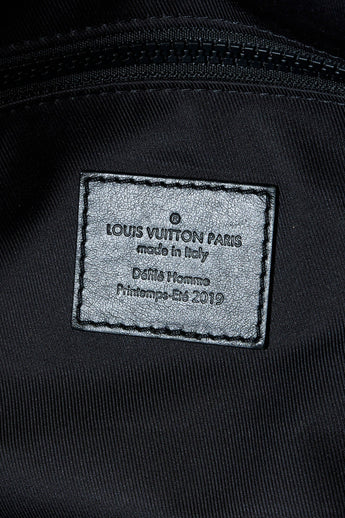 ®
LOUIS VUITTON PARIS
made in Italy
Défilé Homme
Printemps-Eté 2019